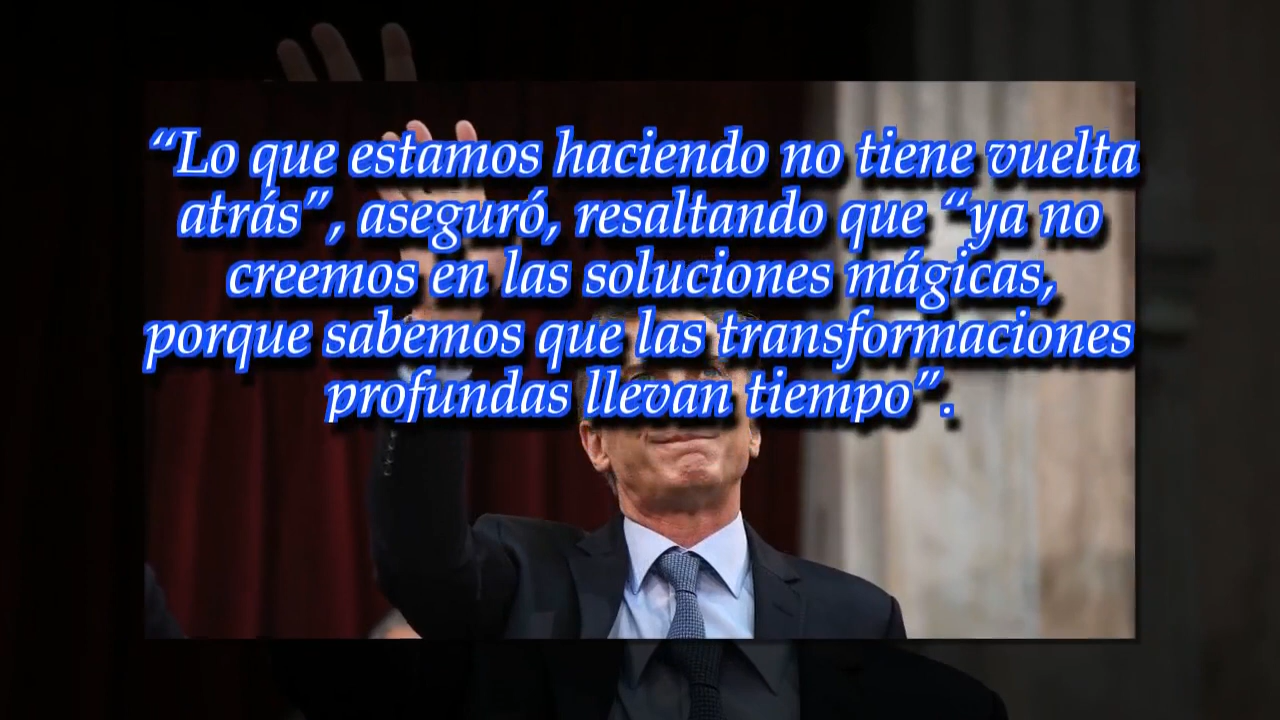 “Lo que estamos haciendo no tiene vuelta
atrás”, aseguró, resaltando que “ya no
creemos en las soluciones mágicas,
porque sabemos que las transformaciones
profundas llevan tiempo”.